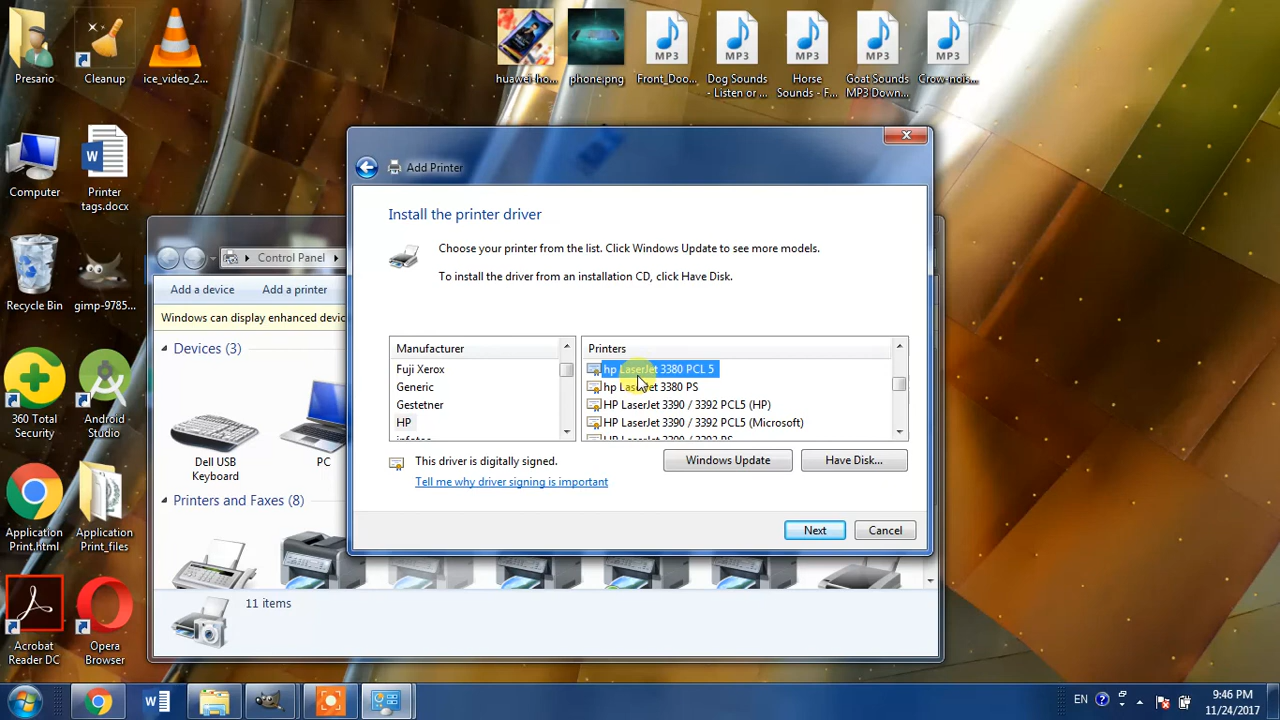 Presario
Cleanup
ice_video_2...
huawei-ho...
phone.png
MP3
Front_Doo...
MP3
Dog Sounds
- Listen or ...
MP3
Horse
Sounds - F...
MP3
Goat Sounds
MP3 Down...
MP3
Crow-nois...
Computer
Printer
tags.docx
Recycle Bin
gimp-9785...
360 Total
Security
Android
Studio
Application
Print.html
Application
Print_files
Acrobat
Reader DC
Opera
Browser
Control Panel
Add a device
Add a printer
Windows can display enhanced devic
Devices (3)
Dell USB
Keyboard
PC
Printers and Faxes (8)
11 items
Add Printer
Install the printer driver
Choose your printer from the list. Click Windows Update to see more models.
To install the driver from an installation CD, click Have Disk.
Manufacturer
Fuji Xerox
Generic
Gestetner
HP
infotec
Printers
hp LaserJet 3380 PCL 5
hp LaserJet 3380 PS
HP LaserJet 3390 / 3392 PCL5 (HP)
HP LaserJet 3390 / 3392 PCL5 (Microsoft)
HP LaserJet 3390 / 3392 PS
This driver is digitally signed.
Tell me why driver signing is important
Windows Update
Have Disk...
Next
Cancel
EN
9:46 PM
11/24/2017